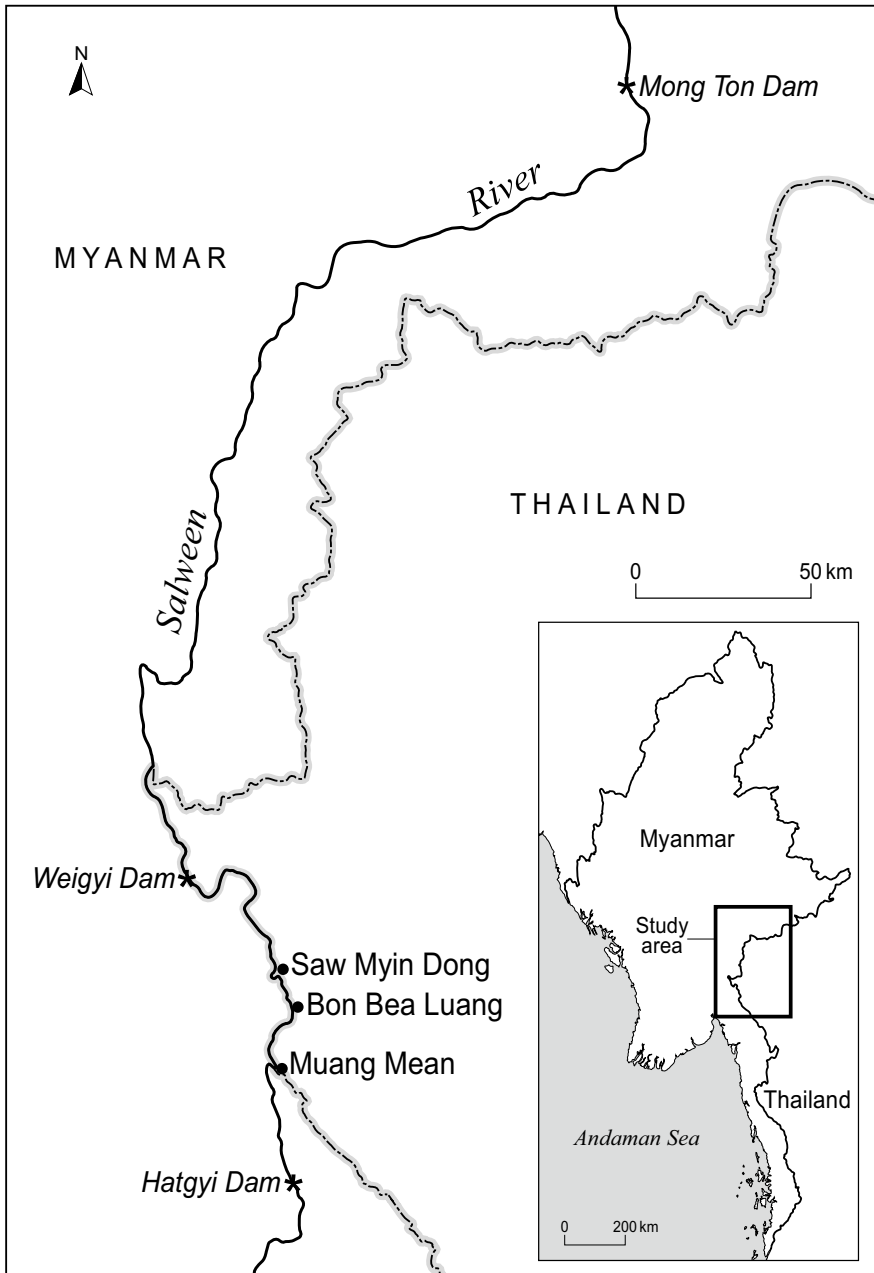 N
Mong Ton Dam
River
MYANMAR
THAILAND
0 50 km
Salween
Myanmar
Weigyi Dam
Study
area
Saw Myin Dong
Bon Bea Luang
Muang Mean
Thailand
Andaman Sea
Hatgyi Dam
0 200 km